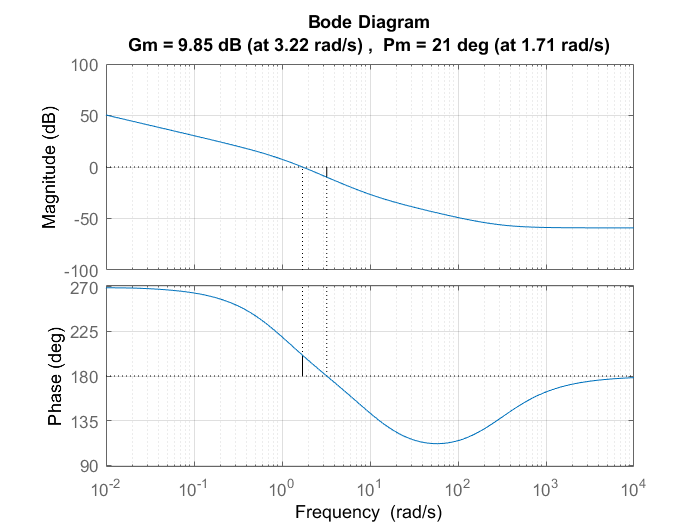 Bode Diagram
Gm = 9.85 dB (at 3.22 rad/s) , Pm = 21 deg (at 1.71 rad/s)
100
50
0
-50
-100
Magnitude (dB)
270
225
180
135
90
Phase (deg)
10^-2 10^-1 10^0 10^1 10^2 10^3 10^4
Frequency (rad/s)